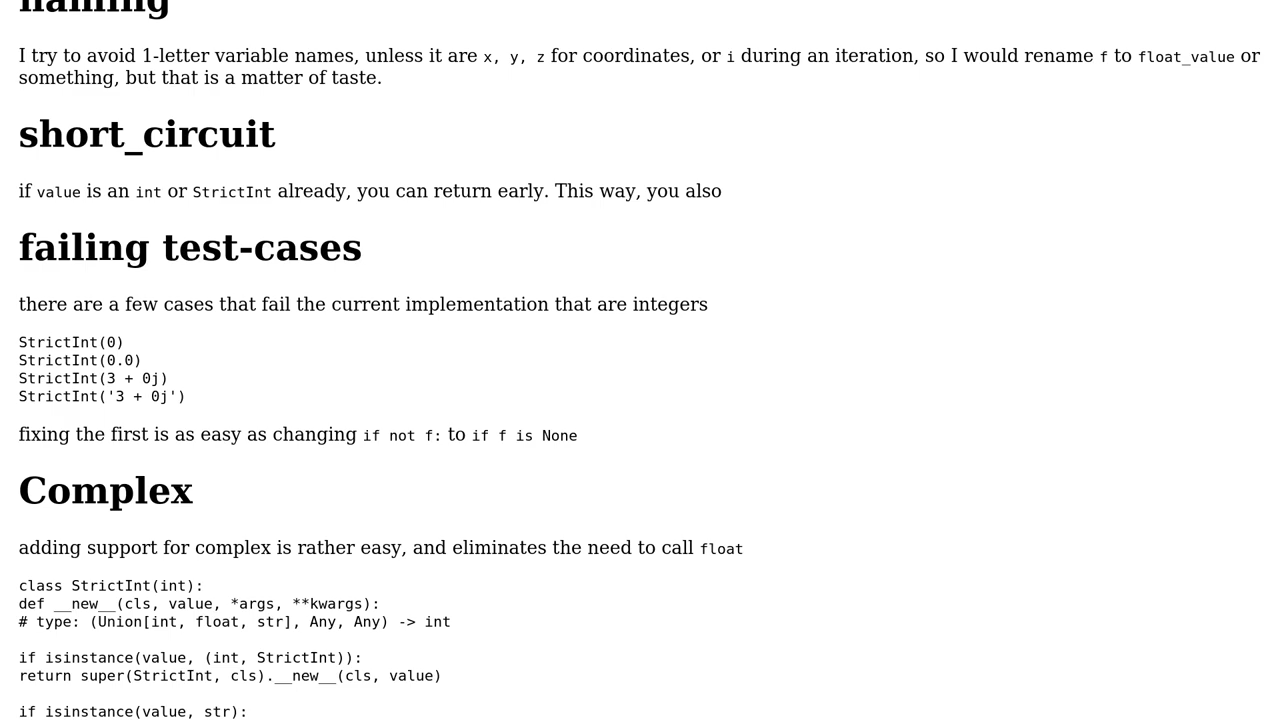 naming
I try to avoid 1-letter variable names, unless it are x, y, z for coordinates, or i during an iteration, so I would rename f to float_value or
something, but that is a matter of taste.
short_circuit
if value is an int or StrictInt already, you can return early. This way, you also
failing test-cases
there are a few cases that fail the current implementation that are integers
StrictInt(0)
StrictInt(0.0)
StrictInt(3 + 0j)
StrictInt('3 + 0j')
fixing the first is as easy as changing if not f: to if f is None
Complex
adding support for complex is rather easy, and eliminates the need to call float
class StrictInt(int):
def __new__(cls, value, *args, **kwargs):
# type: (Union[int, float, str], Any, Any) -> int
if isinstance(value, (int, StrictInt)):
return super(StrictInt, cls).__new__(cls, value)
if isinstance(value, str):